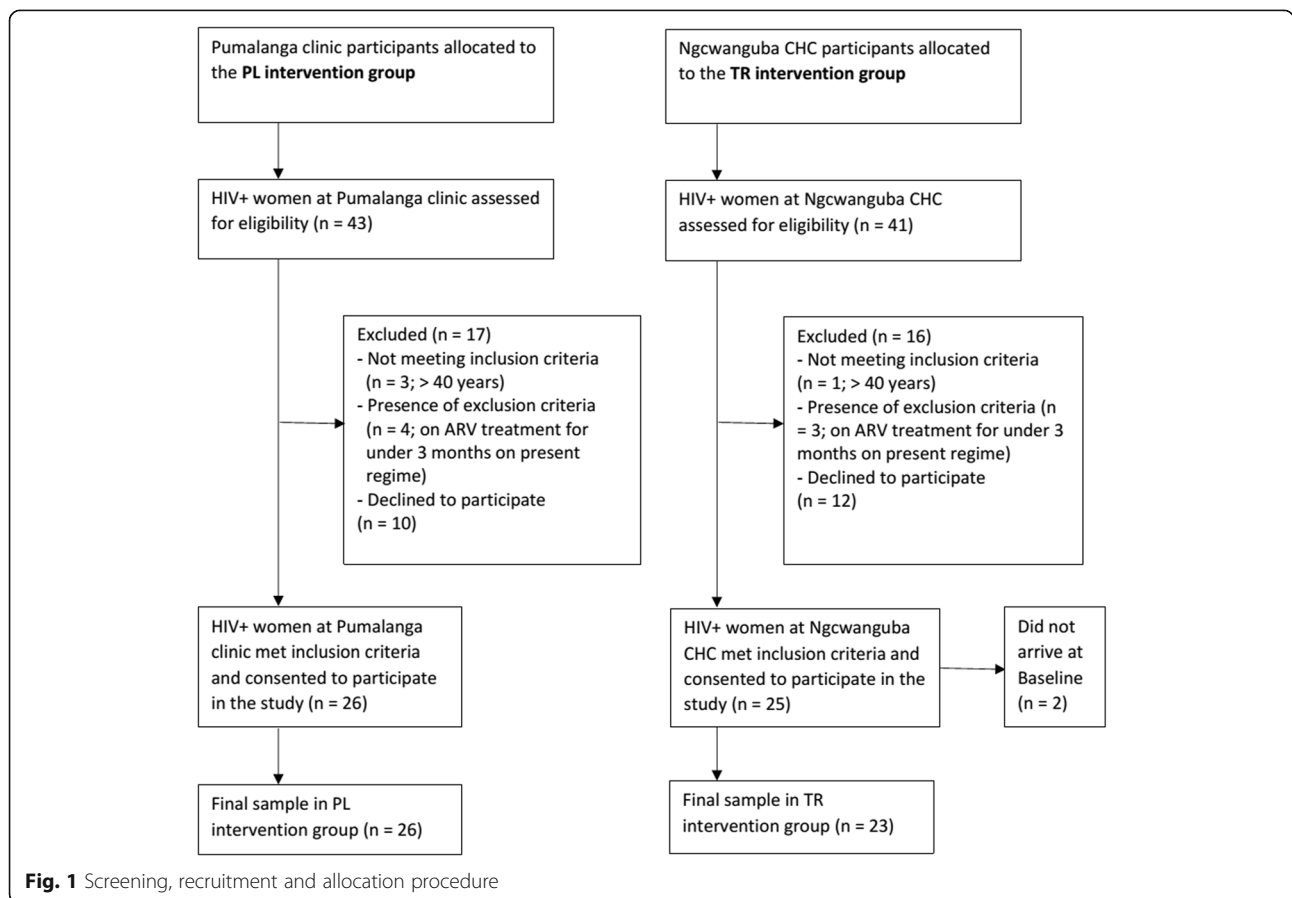 Pumalanga clinic participants allocated to
the PL intervention group
HIV+ women at Pumalanga clinic assessed
for eligibility (n = 43)
Excluded (n = 17)
- Not meeting inclusion criteria
(n = 3; > 40 years)
- Presence of exclusion criteria
(n = 4; on ARV treatment for
under 3 months on present
regime)
- Declined to participate
(n = 10)
HIV+ women at Pumalanga
clinic met inclusion criteria
and consented to participate
in the study (n = 26)
Final sample in PL
intervention group (n = 26)
Ngcwanguba CHC participants allocated
to the TR intervention group
HIV+ women at Ngcwanguba CHC
assessed for eligibility (n = 41)
Excluded (n = 16)
- Not meeting inclusion criteria
(n = 1; > 40 years)
- Presence of exclusion criteria (n
= 3; on ARV treatment for under 3
months on present regime)
- Declined to participate
(n = 12)
HIV+ women at Ngcwanguba
CHC met inclusion criteria and
consented to participate in the
study (n = 25)
Did not
arrive at
Baseline
(n = 2)
Final sample in TR
intervention group (n = 23)
Fig. 1 Screening, recruitment and allocation procedure